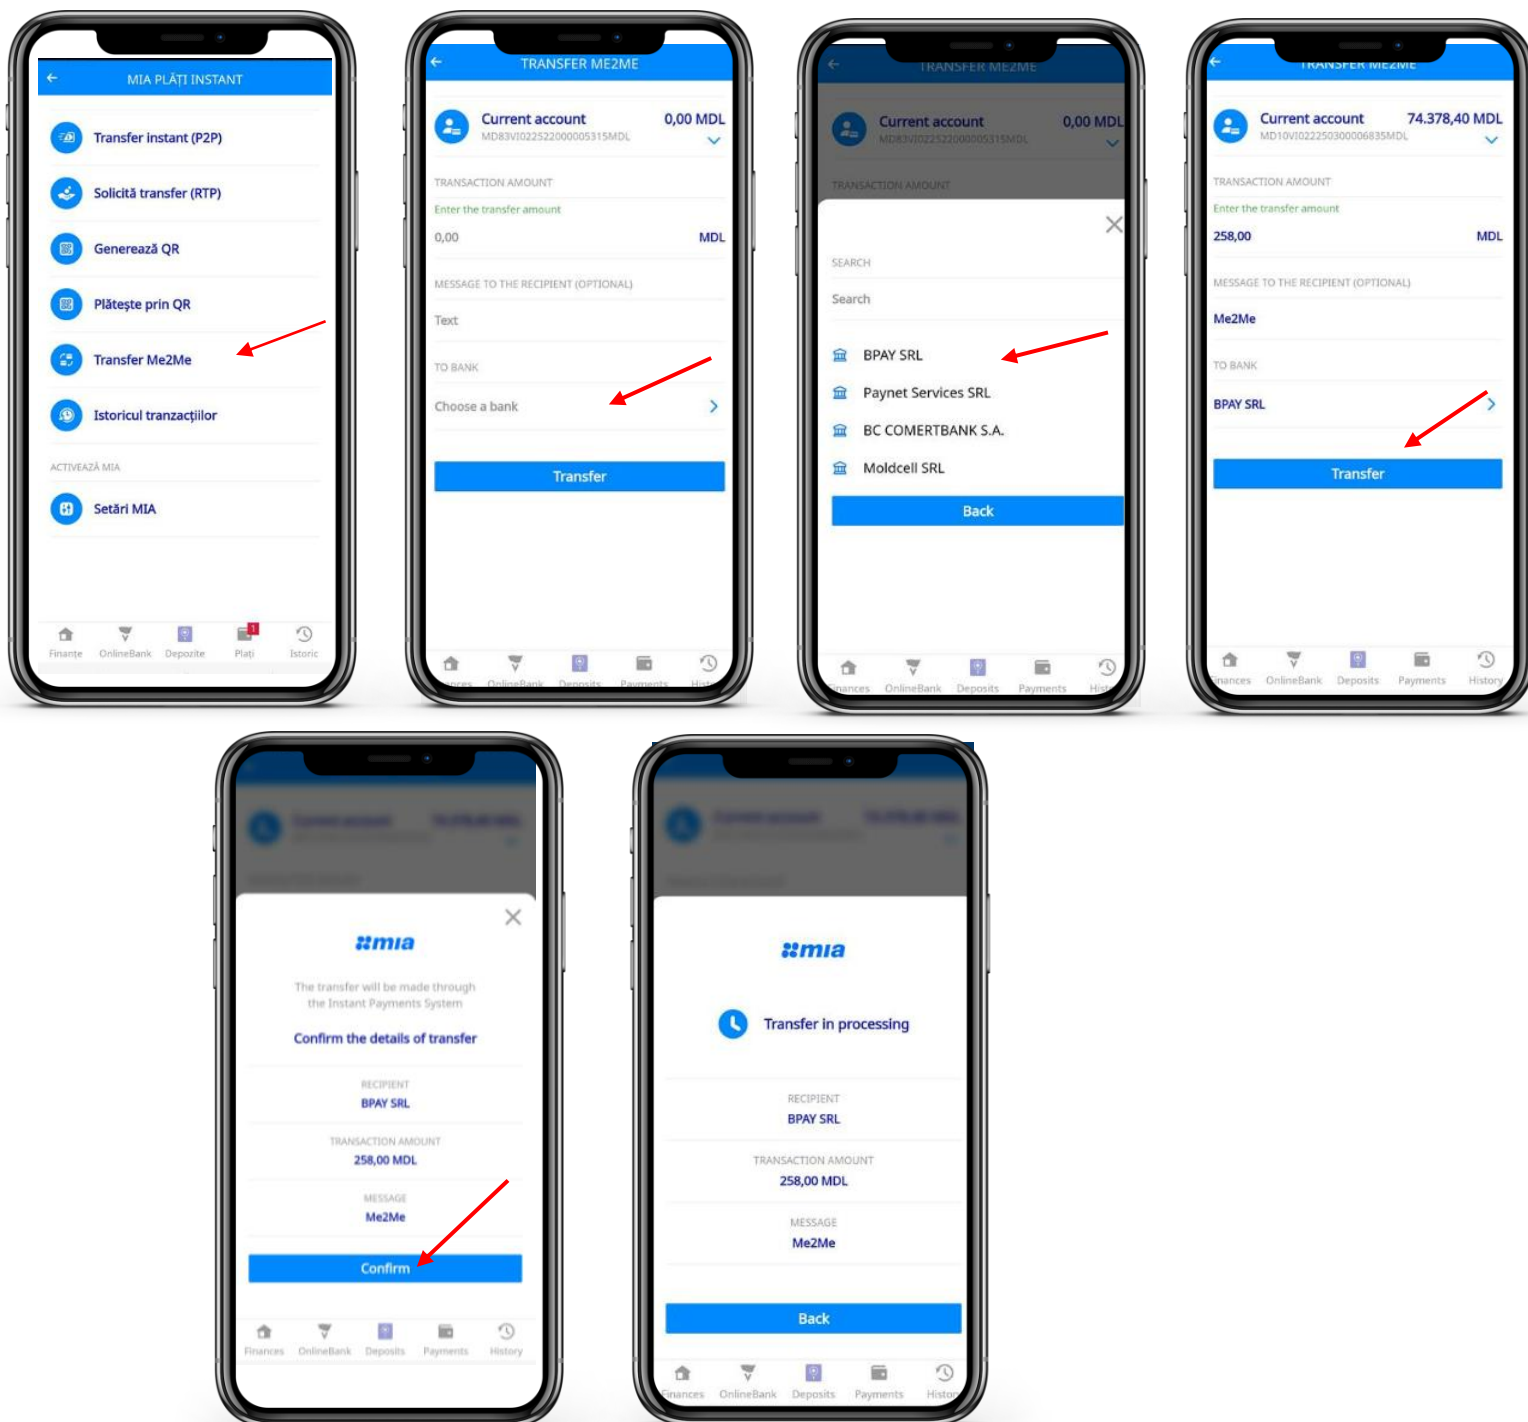 MIA PLĂȚI INSTANT
Transfer instant (P2P)
Solicită transfer (RTP)
Generează QR
Plătește prin QR
Transfer Me2Me
Istoricul tranzacțiilor
ACTIVEAZĂ MIA
Setări MIA
Finanțe OnlineBank Depozite Plați Istoric
1
TRANSFER ME2ME
Current account 0,00 MDL
MD83VI022522000005315MDL
TRANSACTION AMOUNT
Enter the transfer amount
0,00 MDL
MESSAGE TO THE RECIPIENT (OPTIONAL)
Text
TO BANK
Choose a bank
Transfer
OnlineBank Deposits Payments
TRANSFER ME2ME
Current account 0,00 MDL
MD83VI022522000005315MDL
TRANSACTION AMOUNT
SEARCH
Search
BPAY SRL
Paynet Services SRL
BC COMERTBANK S.A.
Moldcell SRL
Back
Finances OnlineBank Deposits Payments
TRANSFER ME2ME
Current account 74.378,40 MDL
MD10VI022250300006835MDL
TRANSACTION AMOUNT
Enter the transfer amount
258,00 MDL
MESSAGE TO THE RECIPIENT (OPTIONAL)
Me2Me
TO BANK
BPAY SRL
Transfer
OnlineBank Deposits Payments History
mia
The transfer will be made through
the Instant Payments System
Confirm the details of transfer
RECIPIENT
BPAY SRL
TRANSACTION AMOUNT
258,00 MDL
MESSAGE
Me2Me
Confirm
Finances OnlineBank Deposits Payments History
mia
Transfer in processing
RECIPIENT
BPAY SRL
TRANSACTION AMOUNT
258,00 MDL
MESSAGE
Me2Me
Back
Finances OnlineBank Deposits Payments